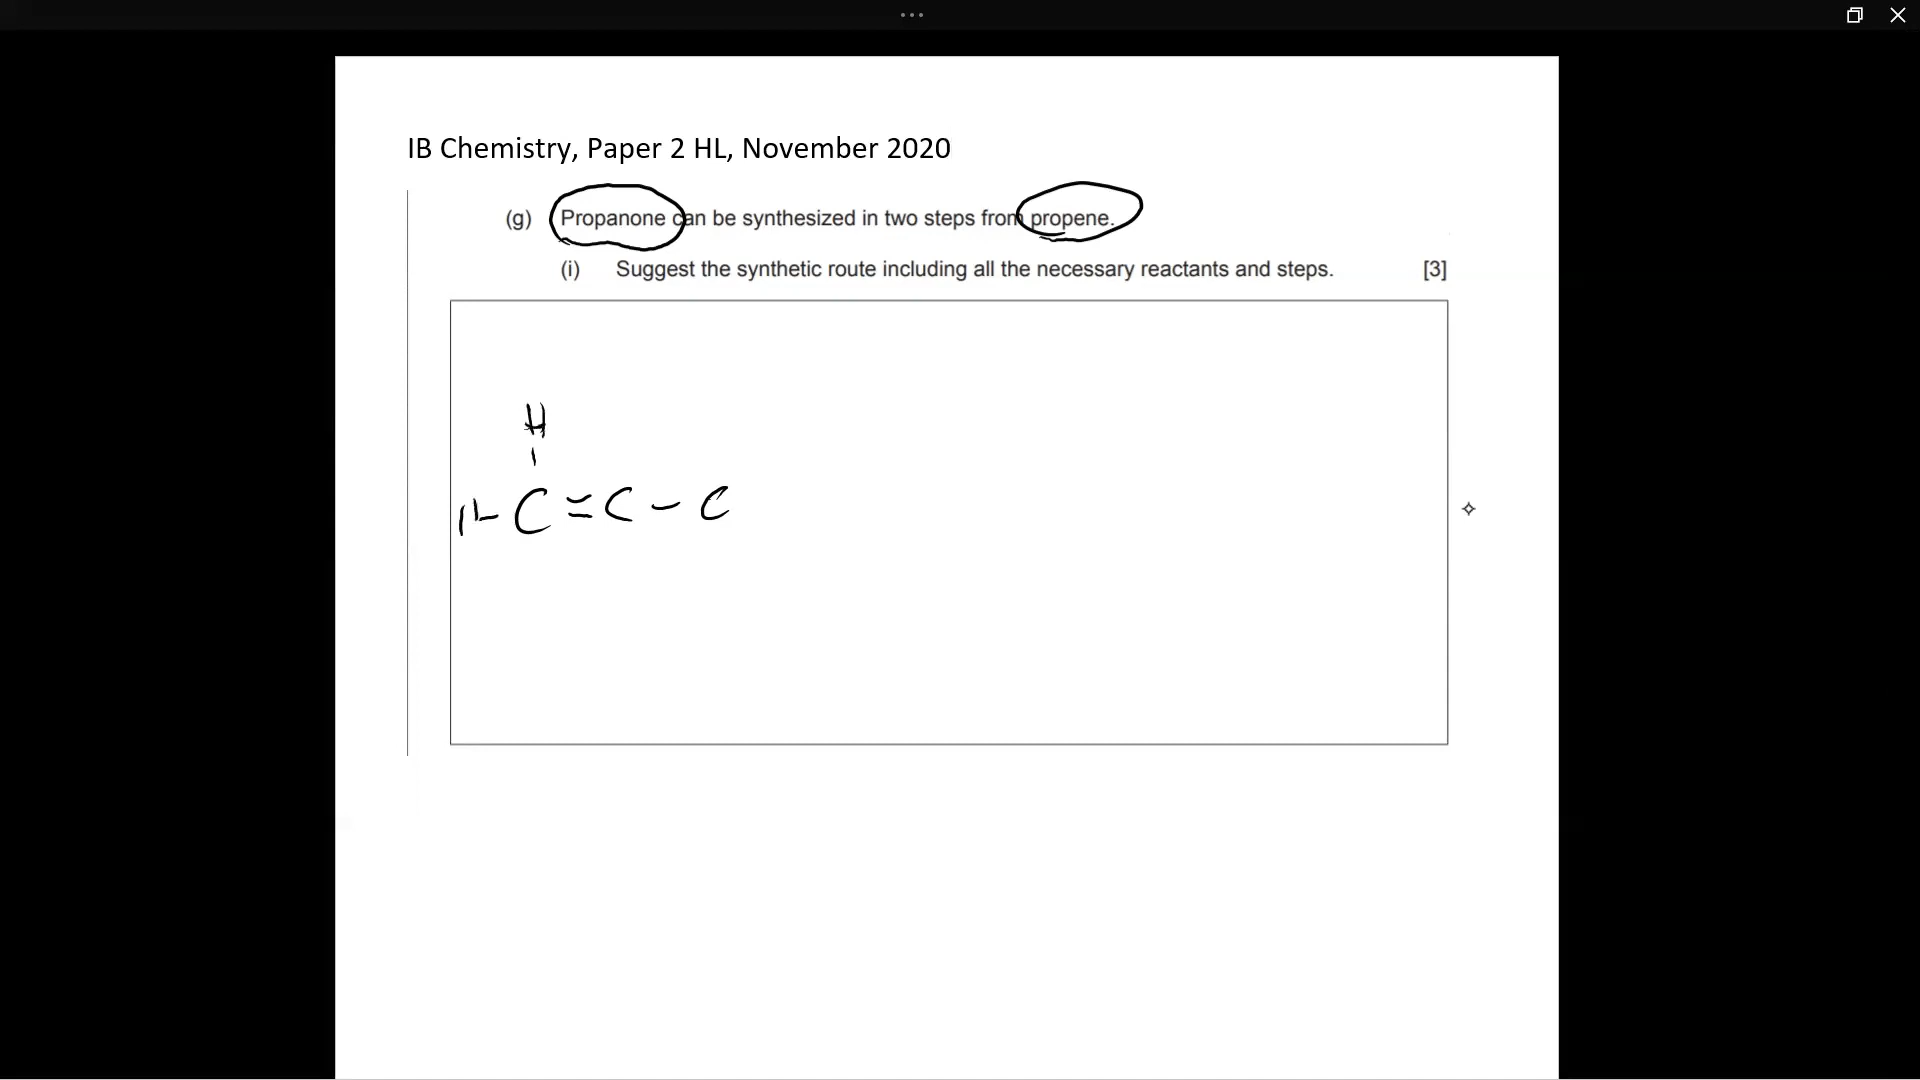 IB Chemistry, Paper 2 HL, November 2020
(g) Propanone can be synthesized in two steps from propene.
(i) Suggest the synthetic route including all the necessary reactants and steps. [3]
H
H-C=C-C